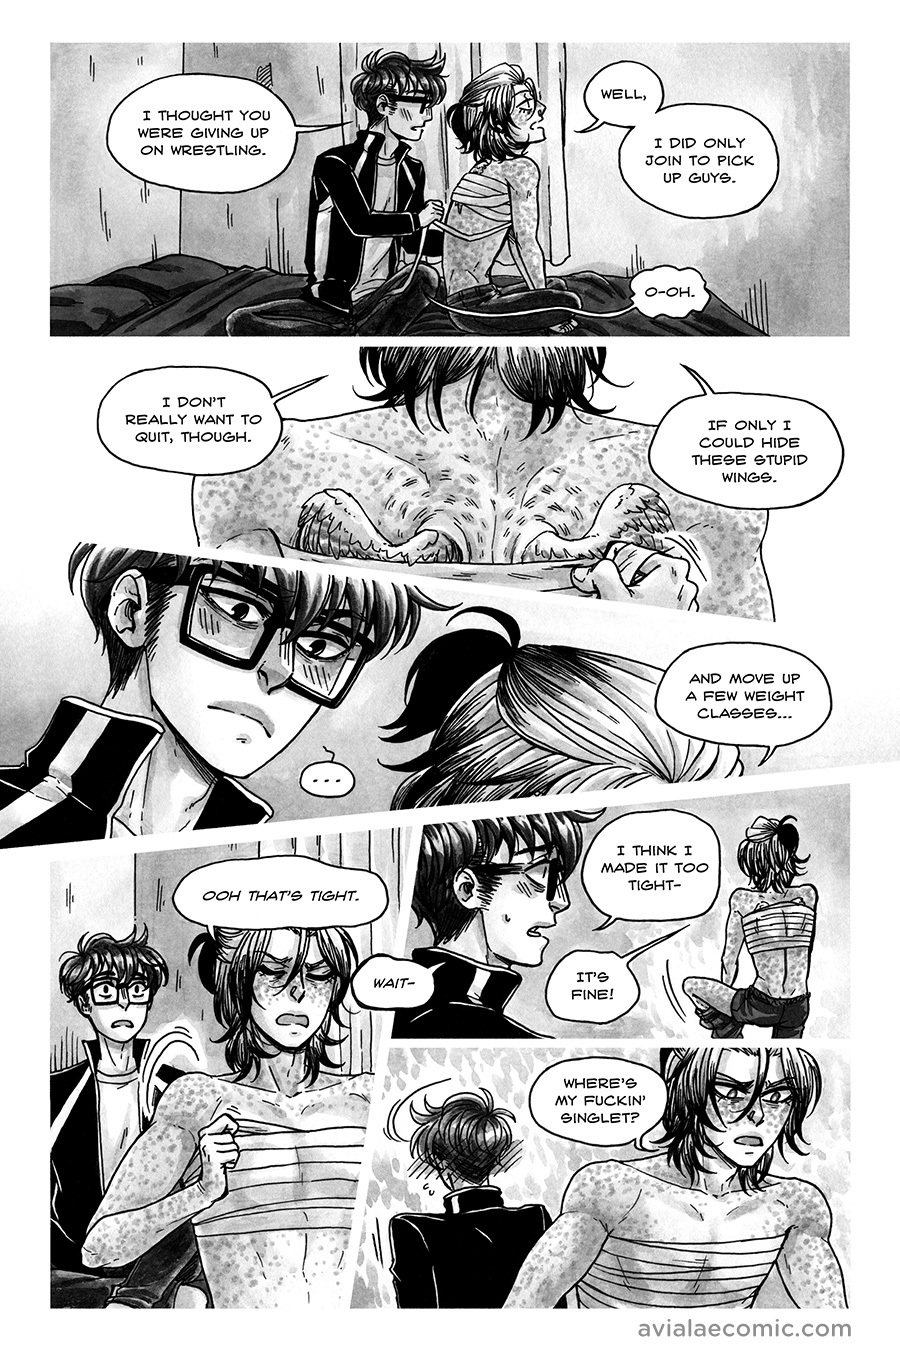 I THOUGHT YOU
WERE GIVING UP
ON WRESTLING.
WELL,
I DID ONLY
JOIN TO PICK
UP GUYS.
O-OH.
I DON'T
REALLY WANT TO
QUIT, THOUGH.
IF ONLY I
COULD HIDE
THESE STUPID
WINGS.
AND MOVE UP
A FEW WEIGHT
CLASSES...
...
OOH THAT'S TIGHT.
WAIT-
I THINK I
MADE IT TOO
TIGHT-
IT'S
FINE!
WHERE'S
MY FUCKIN'
SINGLET?
avialaecomic.com